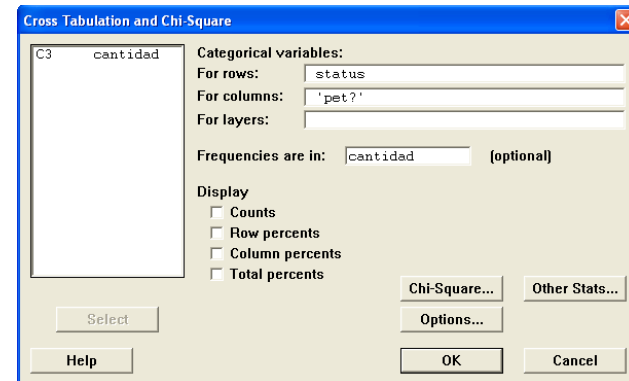 Cross Tabulation and Chi-Square
C3 cantidad
Categorical variables:
For rows: status
For columns: 'pet?'
For layers:
Frequencies are in: cantidad (optional)
Display
Counts
Row percents
Column percents
Total percents
Chi-Square... Other Stats...
Select Options...
Help OK Cancel